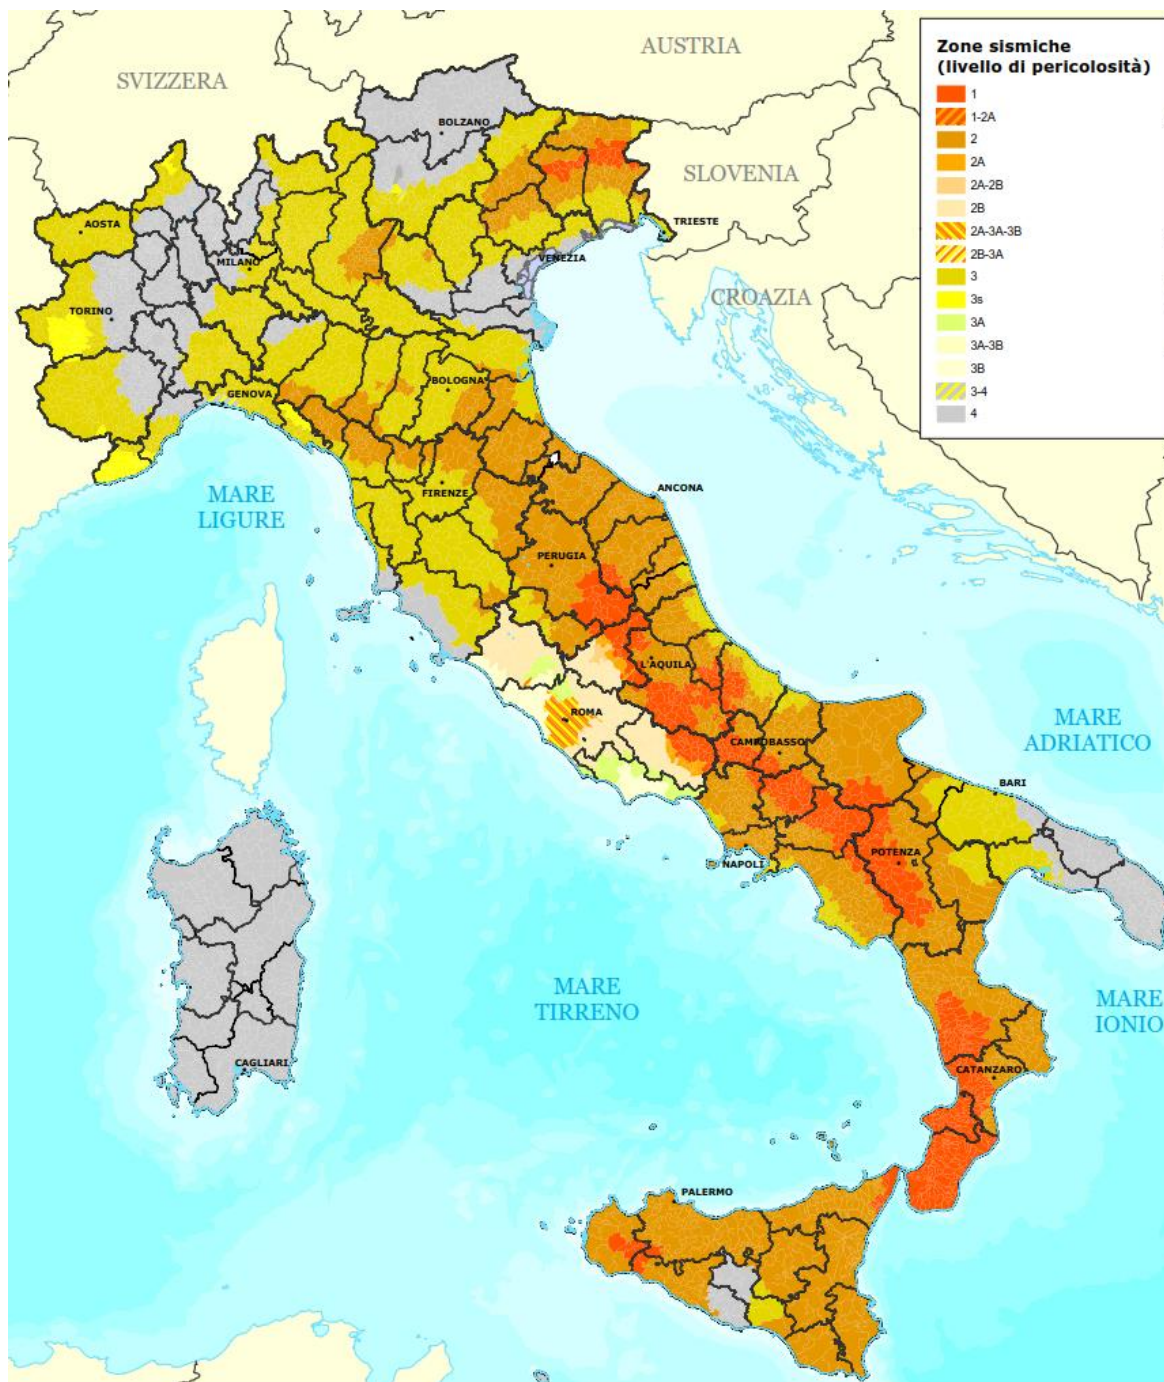 AUSTRIA
SVIZZERA
BOLZANO
SLOVENIA
AOSTA
TRIESTE
MILANO
VENEZIA
CROAZIA
TORINO
BOLOGNA
GENOVA
MARE
LIGURE
FIRENZE
ANCONA
PERUGIA
L'AQUILA
ROMA
CAMPOBASSO
MARE
ADRIATICO
BARI
NAPOLI
POTENZA
MARE
TIRRENO
MARE
IONIO
CAGLIARI
CATANZARO
PALERMO
Zone sismiche
(livello di pericolosità)
1
1-2A
2
2A
2A-2B
2B
2A-3A-3B
2B-3A
3
3s
3A
3A-3B
3B
3-4
4